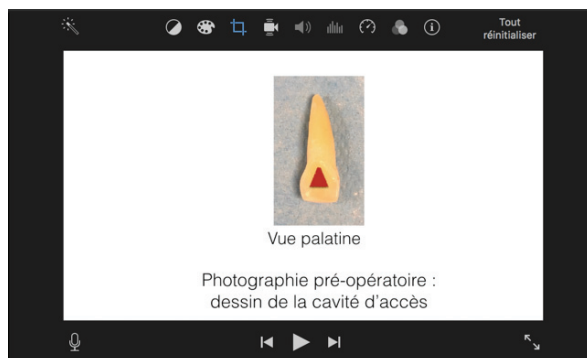 Tout
réinitialiser
Vue palatine
Photographie pré-opératoire :
dessin de la cavité d'accès